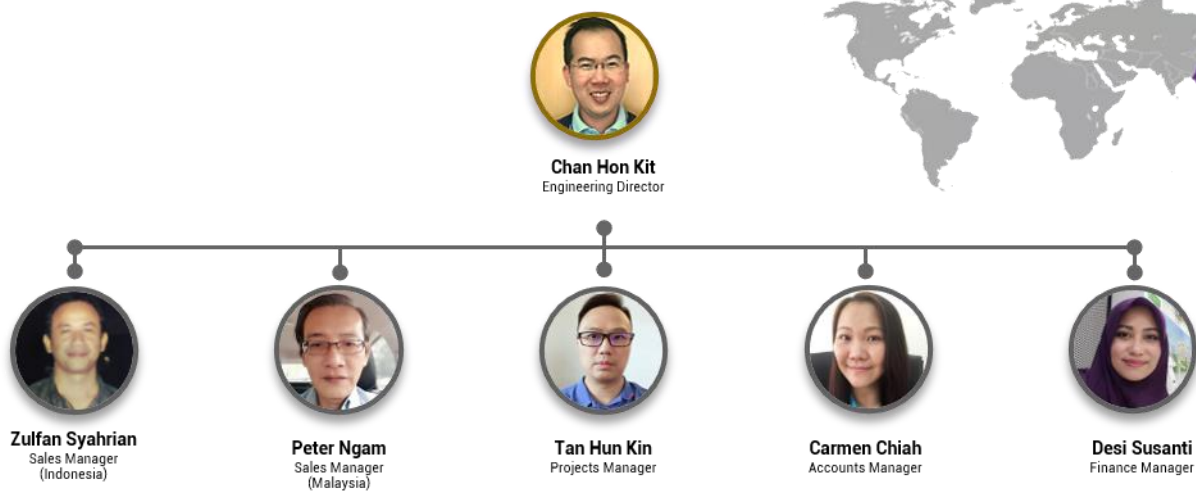 Chan Hon Kit
Engineering Director
Zulfan Syahrian
Sales Manager
(Indonesia)
Peter Ngam
Sales Manager
(Malaysia)
Tan Hun Kin
Projects Manager
Carmen Chiah
Accounts Manager
Desi Susanti
Finance Manager